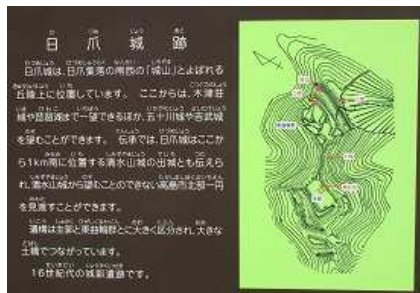 日爪城跡
日爪城は、日爪集落の南西の「城山」とよばれる
丘陵上に位置しています。ここからは、木津荘
域や琵琶湖まで一望できるほか、五十川城や吉武城
を望むことができます。伝承では、日爪城はここか
ら1km南に位置する清水山城の出城とも伝えら
れ、清水山城から望むことのできない高島市北部一円
を見渡すことができます。
遺構は主郭と東曲輪群とに大きく区分され、大きな
土橋でつながっています。
16世紀代の城郭遺跡です。